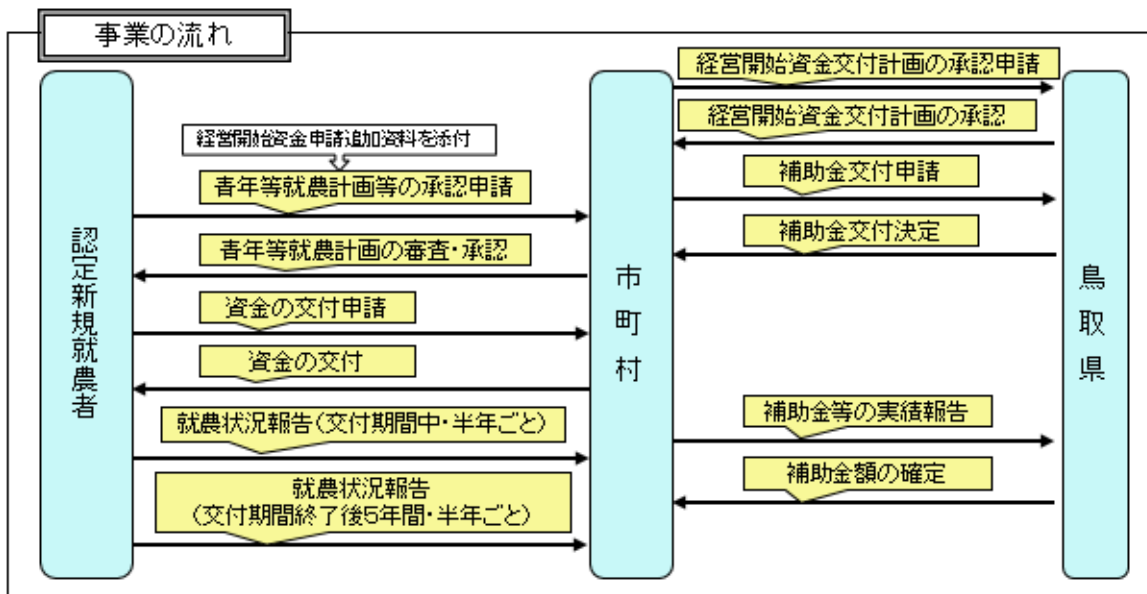 事業の流れ
認定新規就農者
経営開始資金申請追加資料を添付
青年等就農計画等の承認申請
青年等就農計画の審査・承認
資金の交付申請
資金の交付
就農状況報告(交付期間中・半年ごと)
就農状況報告
(交付期間終了後5年間・半年ごと)
市町村
経営開始資金交付計画の承認申請
経営開始資金交付計画の承認
補助金交付申請
補助金交付決定
補助金等の実績報告
補助金額の確定
鳥取県